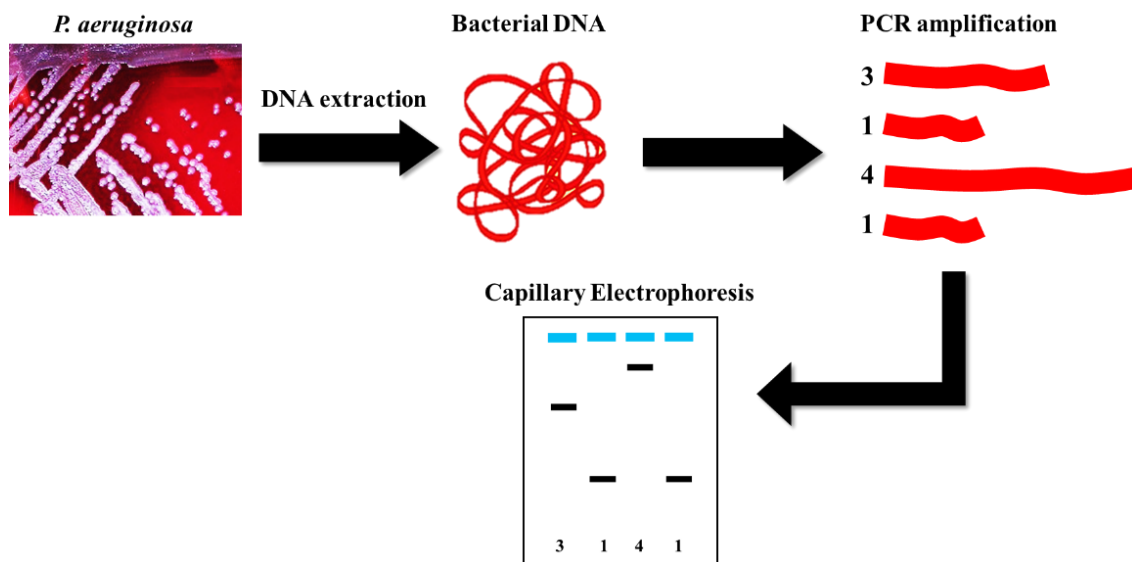 P. aeruginosa
DNA extraction
Bacterial DNA
PCR amplification
3
1
4
1
Capillary Electrophoresis
3 1 4 1